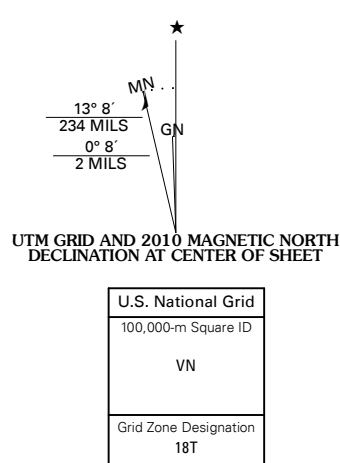 ★
MN
13° 8´
234 MILS
GN
0° 8´
2 MILS
UTM GRID AND 2010 MAGNETIC NORTH
DECLINATION AT CENTER OF SHEET
U.S. National Grid
100,000-m Square ID
VN
Grid Zone Designation
18T